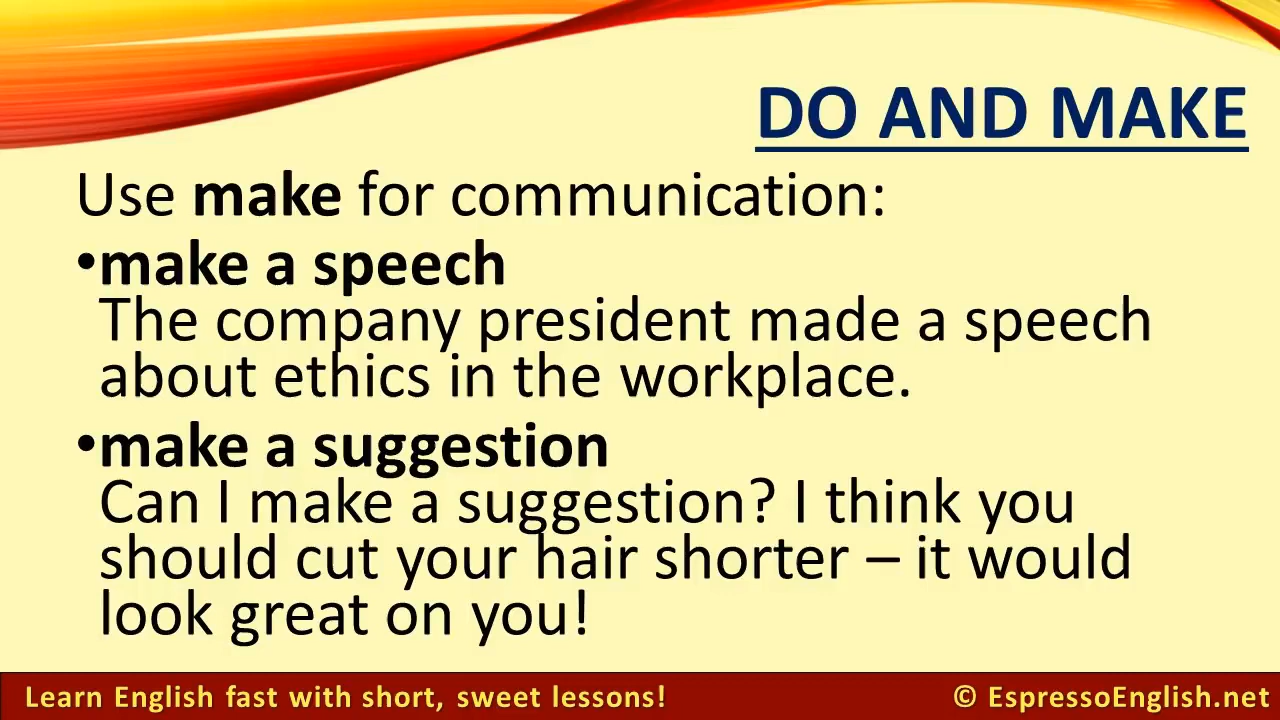 DO AND MAKE
Use make for communication:
•make a speech
The company president made a speech
about ethics in the workplace.
•make a suggestion
Can I make a suggestion? I think you
should cut your hair shorter – it would
look great on you!
Learn English fast with short, sweet lessons!
© EspressoEnglish.net